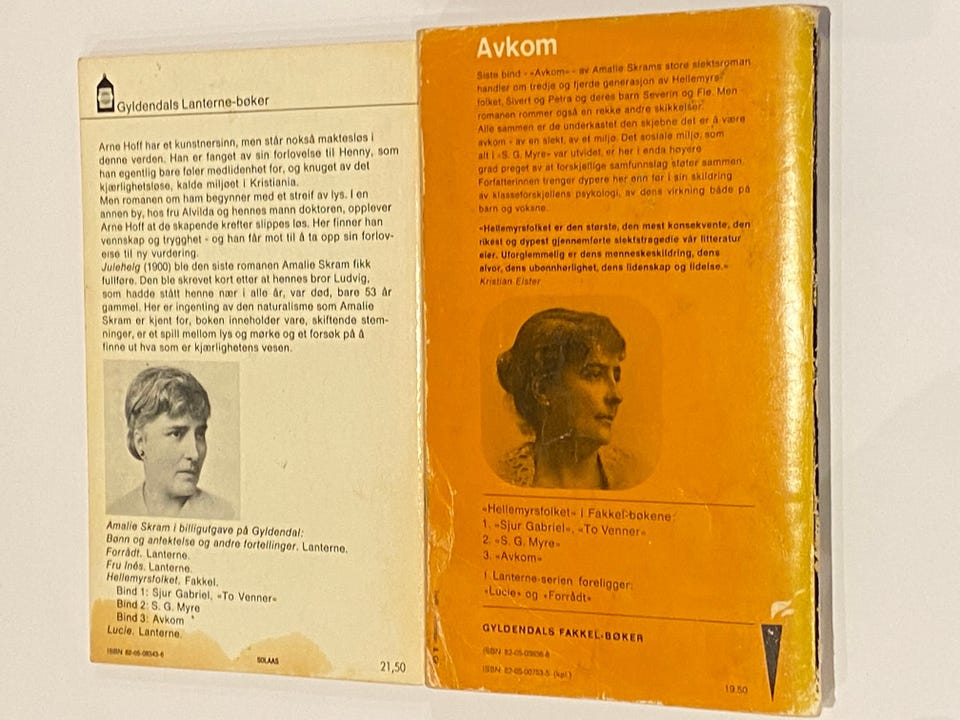 Gyldendals Lanterne-bøker
Arne Hoff har et kunstnersinn, men står nokså maktesløs i
denne verden. Han er fanget av sin forlovelse til Henny, som
han egentlig bare føler medlidenhet for, og knuget av det
kjærlighetsløse, kalde miljøet i Kristiania.
Men romanen om ham begynner med et streif av lys. I en
annen by, hos fru Alvilda og hennes mann doktoren, opplever
Arne Hoff at de skapende krefter slippes løs. Her finner han
vennskap og trygghet - og han får mot til å ta opp sin forlov-
else til ny vurdering.
Julehelg (1900) ble den siste romanen Amalie Skram fikk
fullføre. Den ble skrevet kort etter at hennes bror Ludvig,
som hadde stått henne nær i alle år, var død, bare 53 år
gammel. Her er ingenting av den naturalisme som Amalie
Skram er kjent for, boken inneholder vare, skiftende stem-
ninger, er et spill mellom lys og mørke og et forsøk på å
finne ut hva som er kjærlighetens vesen.
Amalie Skram i billigutgave på Gyldendal:
Bønn og anfektelse og andre fortellinger. Lanterne.
Forrådt. Lanterne.
Fru Inés. Lanterne.
Hellemyrsfolket. Fakkel.
Bind 1: Sjur Gabriel, «To Venner»
Bind 2: S. G. Myre
Bind 3: Avkom
Lucie. Lanterne.
ISBN 82-05-08343-6
SOLAAS
21,50
Avkom
Siste bind - «Avkom» - av Amalie Skrams store slektsroman
handler om tredje og fjerde generasjon av Hellemyrs-
folket, Sivert og Petra og deres barn Severin og Fie. Men
romanen rommer også en rekke andre skikkelser.
Alle sammen er de underkastet den skjebne det er å være
avkom - av en slekt, av et miljø. Det sosiale miljø, som
alt i «S. G. Myre» var utvidet, er her i enda høyere
grad preget av at forskjellige samfunnslag støter sammen.
Forfatterinnen trenger dypere her enn før i sin skildring
av klasseforskjellens psykologi, av dens virkning både på
barn og voksne.
«Hellemyrsfolket er den største, den mest konsekvente, den
rikest og dypest gjennemførte slektstragedie vår litteratur
eier. Uforglemmelig er dens menneskeskildring, dens
alvor, dens ubønnhørlighet, dens lidenskap og lidelse.»
Kristian Elster
«Hellemyrsfolket» i Fakkel-bøkene:
1. «Sjur Gabriel», «To Venner»
2. «S. G. Myre»
3. «Avkom»
I Lanterne-serien foreligger:
«Lucie» og «Forrådt»
GYLDENDALS FAKKEL-BØKER
ISBN
ISBN 82-05-00753-5 (kpl.)
19.50